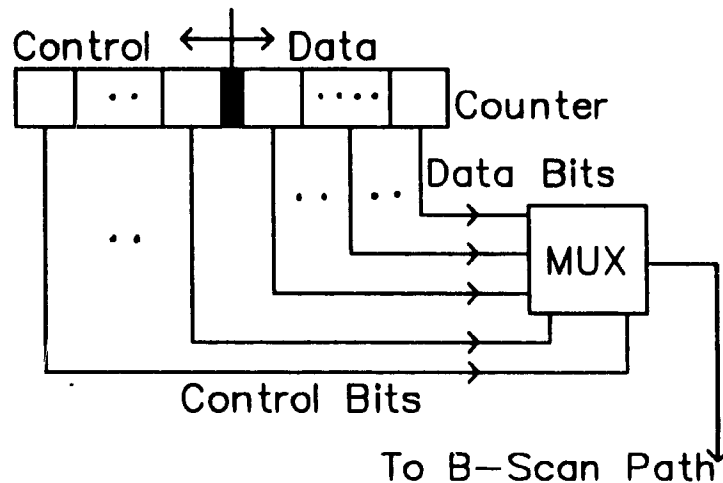 Control Data
Counter
Data Bits
MUX
Control Bits
To B-Scan Path